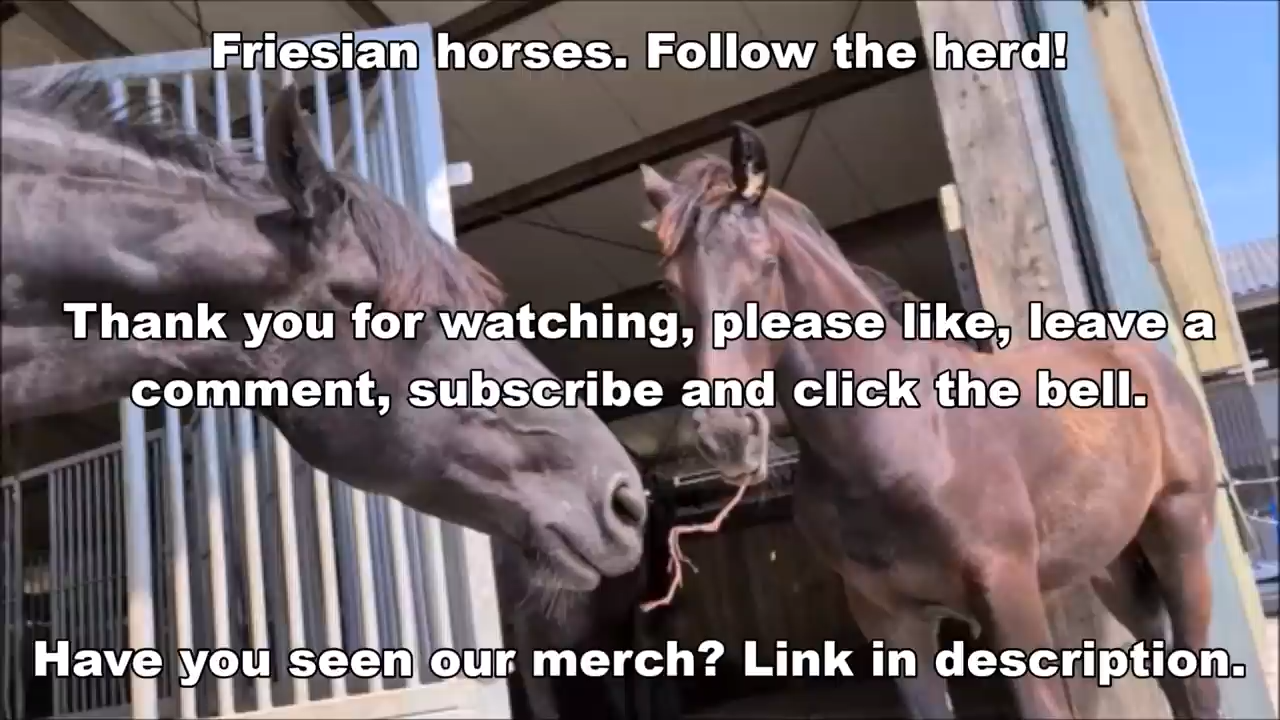 Friesian horses. Follow the herd!
Thank you for watching, please like, leave a
comment, subscribe and click the bell.
Have you seen our merch? Link in description.